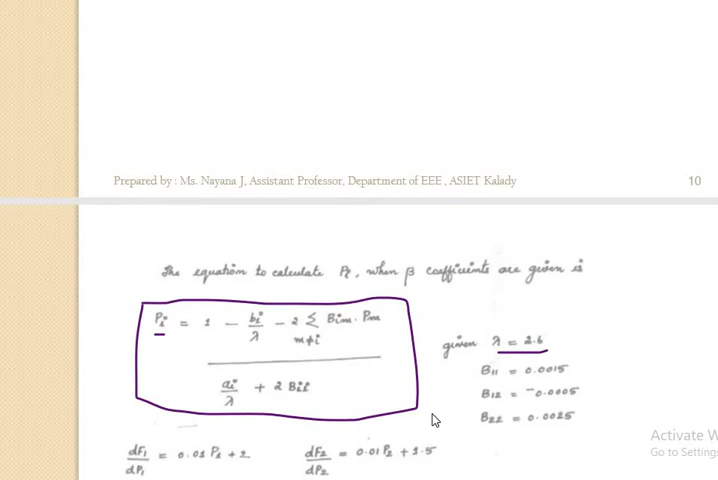 Prepared by : Ms. Nayana J, Assistant Professor, Department of EEE , ASIET Kalady
10
The equation to calculate Pi, when β coefficients are given is
Pi = 1 - bi/λ - 2 Σ Bim . Pm
m≠i
ai/λ + 2 Bii
given λ = 2.6
B11 = 0.0015
B12 = -0.0005
B22 = 0.0025
dF1/dP1 = 0.01 P1 + 2 dF2/dP2 = 0.01 P2 + 1.5
Activate W
Go to Settings